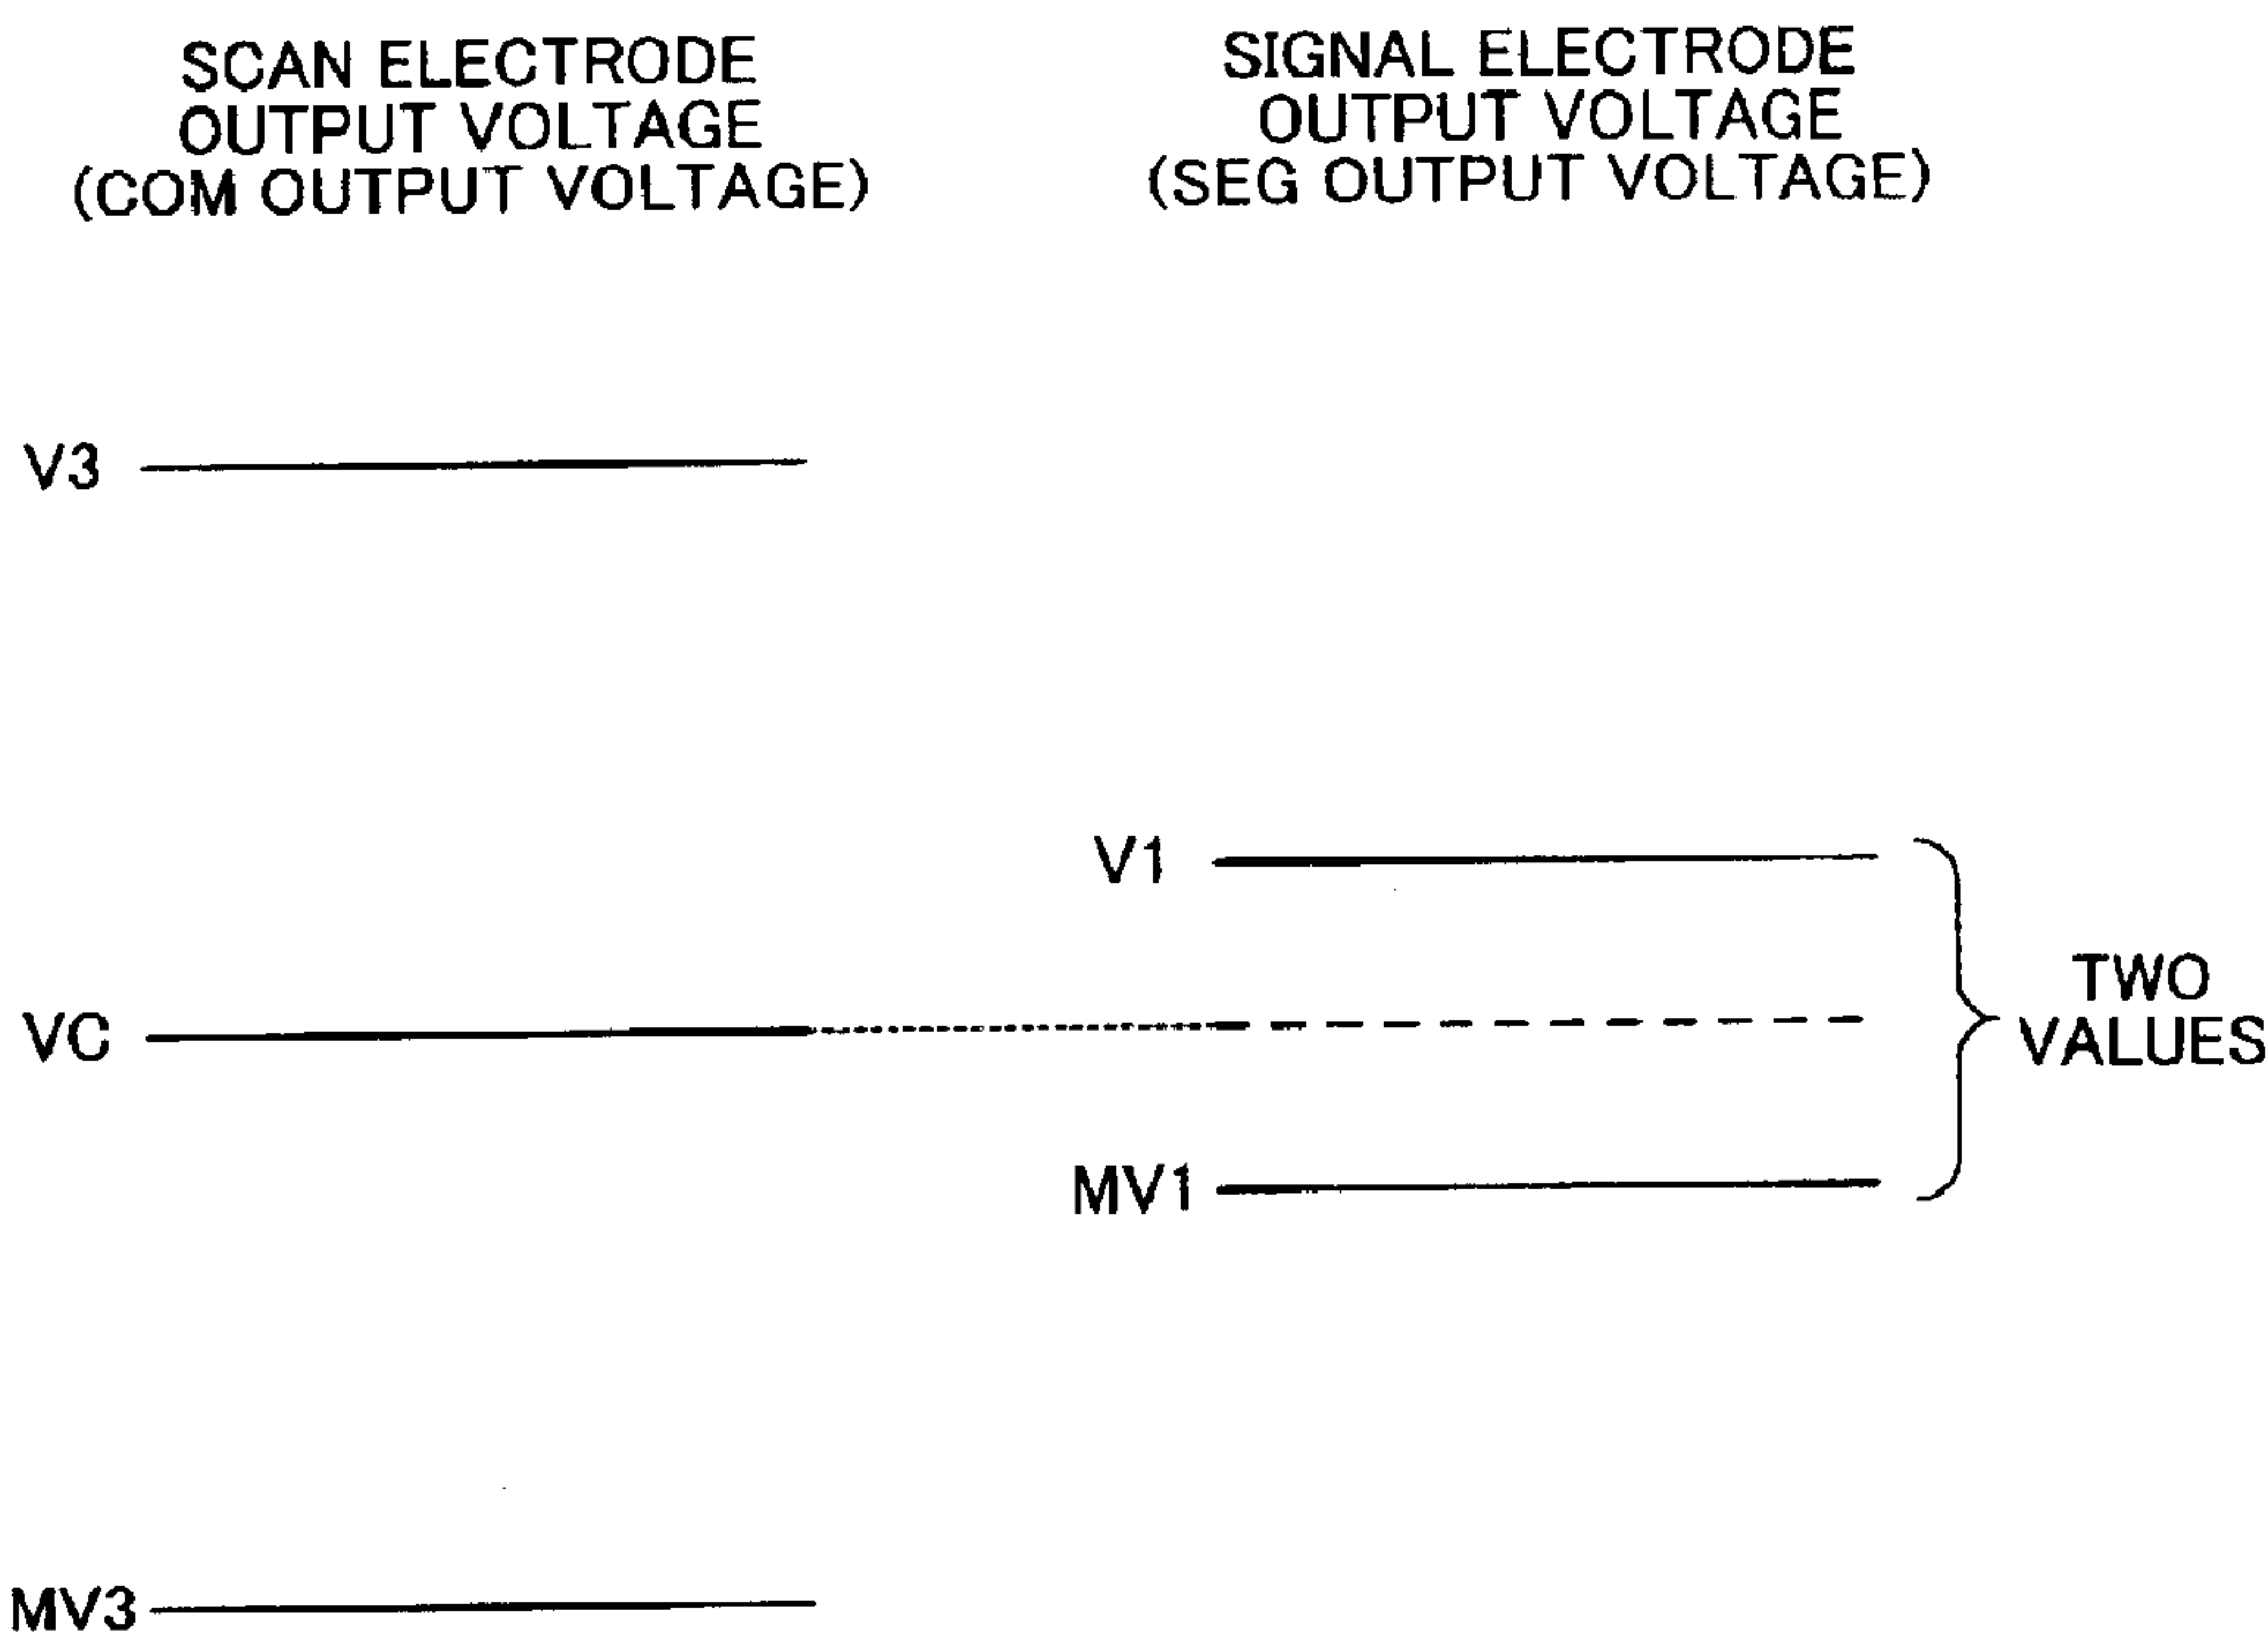 SCAN ELECTRODE
OUTPUT VOLTAGE
(COM OUTPUT VOLTAGE)
SIGNAL ELECTRODE
OUTPUT VOLTAGE
(SEG OUTPUT VOLTAGE)
V3
V1
VC
TWO
VALUES
MV1
MV3